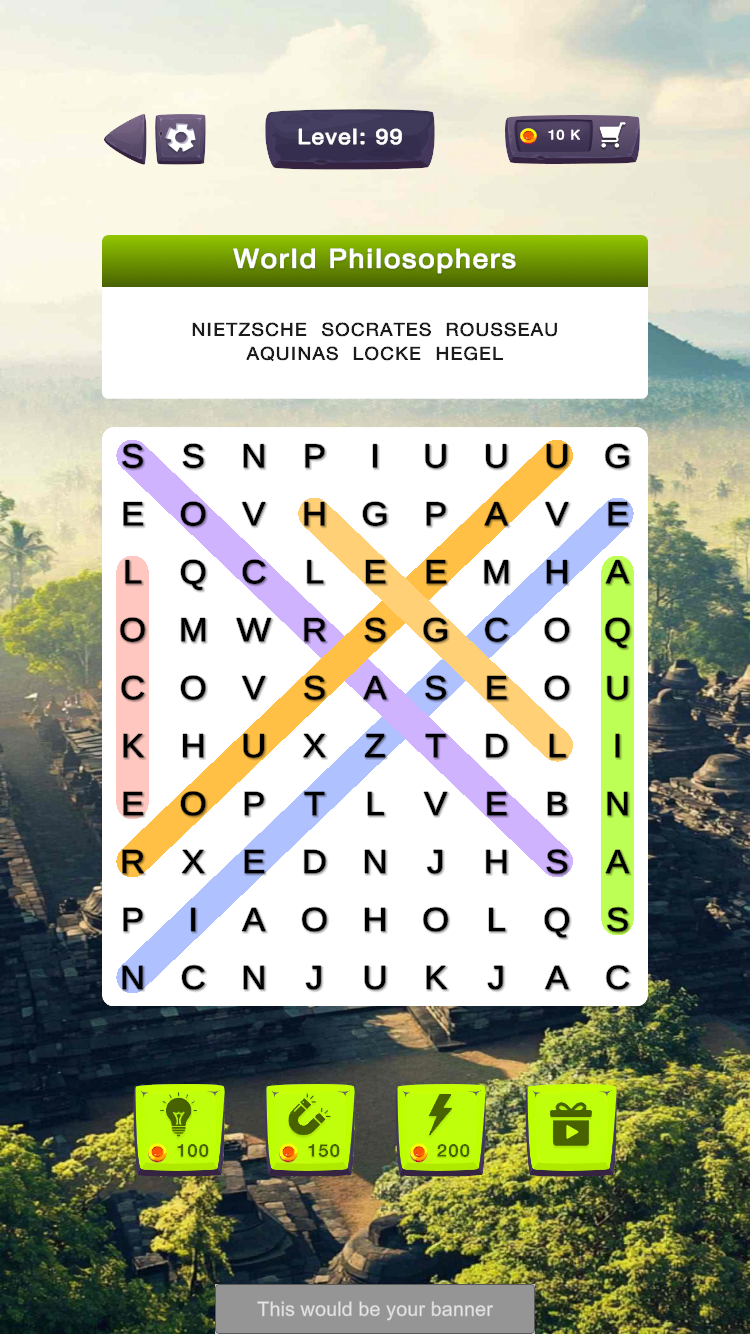 Level: 99
10 K
World Philosophers
NIETZSCHE SOCRATES ROUSSEAU
AQUINAS LOCKE HEGEL
S S N P I U U U G
E O V H G P A V E
L Q C L E E M H A
O M W R S G C O Q
C O V S A S E O U
K H U X Z T D L I
E O P T L V E B N
R X E D N J H S A
P I A O H O L Q S
N C N J U K J A C
100 150 200
This would be your banner